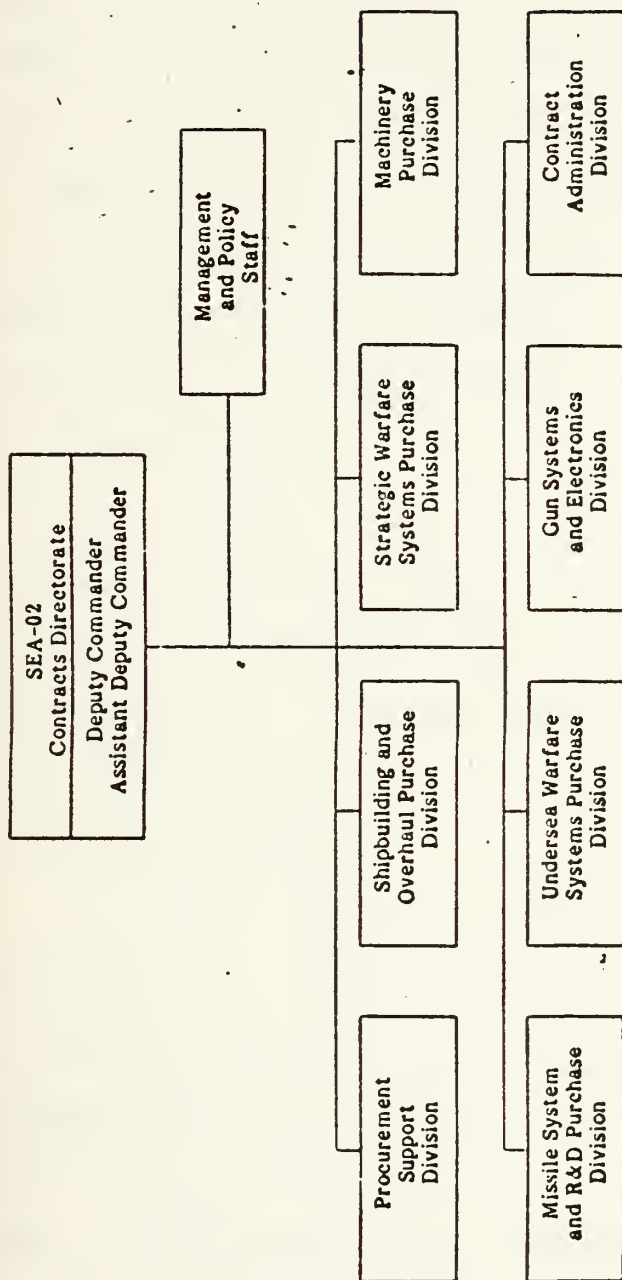 SEA-02
Contracts Directorate
Deputy Commander
Assistant Deputy Commander
Management
and Policy
Staff
Procurement
Support
Division
Shipbuilding and
Overhaul Purchase
Division
Strategic Warfare
Systems Purchase
Division
Machinery
Purchase
Division
Missile System
and R&D Purchase
Division
Undersea Warfare
Systems Purchase
Division
Gun Systems
and Electronics
Division
Contract
Administration
Division